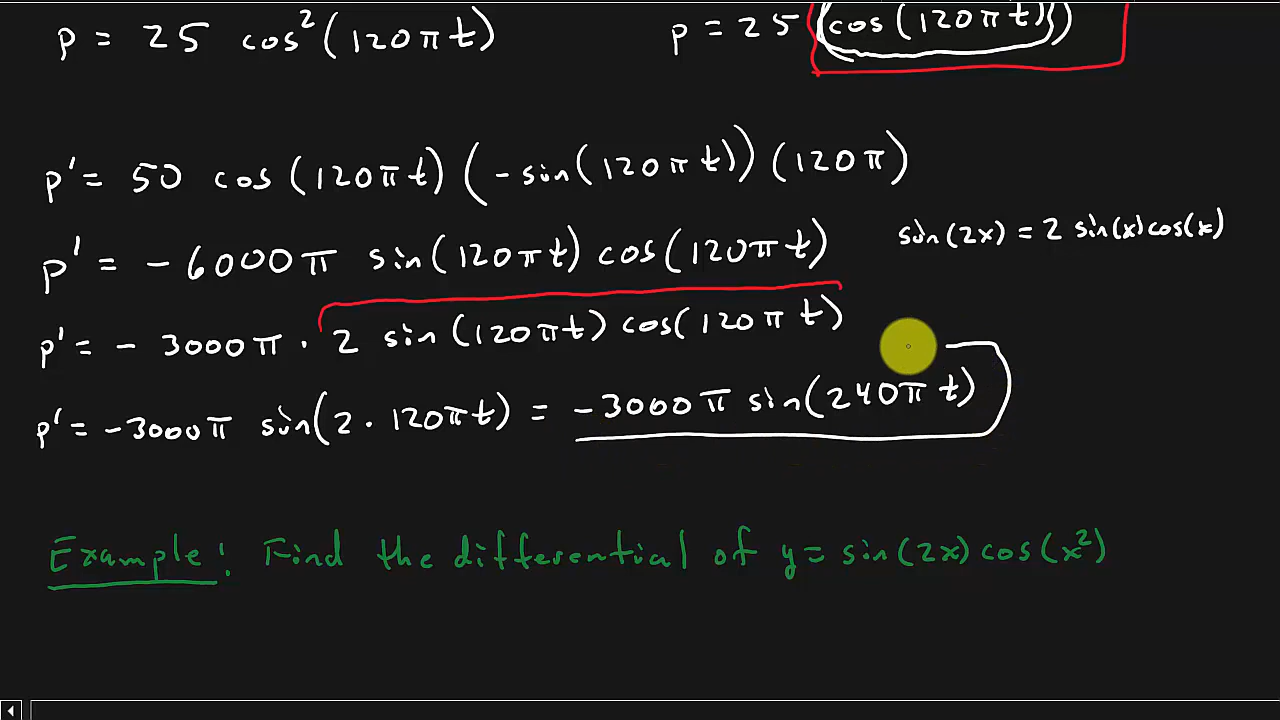 p = 25 cos²(120πt)
p = 25 (cos(120πt))
p' = 50 cos(120πt)(-sin(120πt))(120π)
p' = -6000π sin(120πt) cos(120πt)
sin(2x) = 2 sin(x)cos(x)
p' = - 3000π · 2 sin(120πt) cos(120πt)
p' = -3000π sin(2 · 120πt) = -3000π sin(240πt)
Example: Find the differential of y = sin(2x)cos(x²)